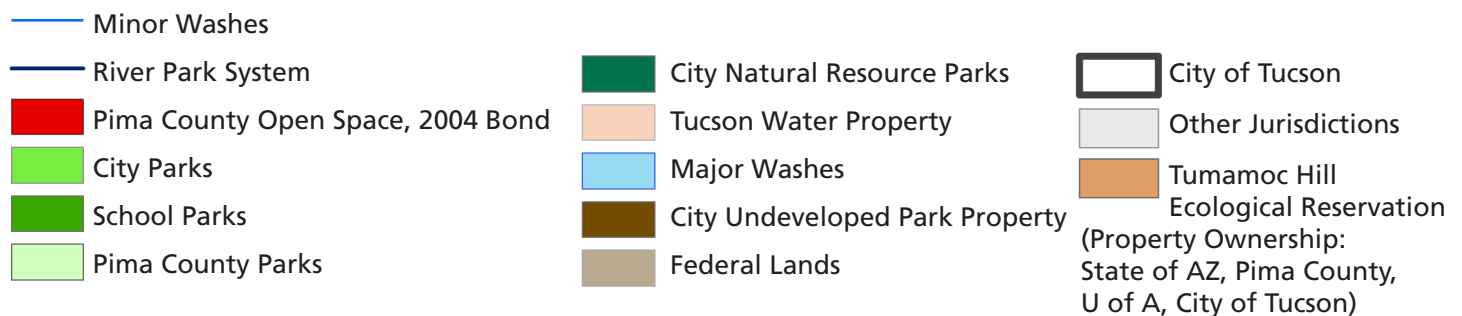 Minor Washes
River Park System
Pima County Open Space, 2004 Bond
City Parks
School Parks
Pima County Parks
City Natural Resource Parks
Tucson Water Property
Major Washes
City Undeveloped Park Property
Federal Lands
City of Tucson
Other Jurisdictions
Tumamoc Hill
Ecological Reservation
(Property Ownership:
State of AZ, Pima County,
U of A, City of Tucson)